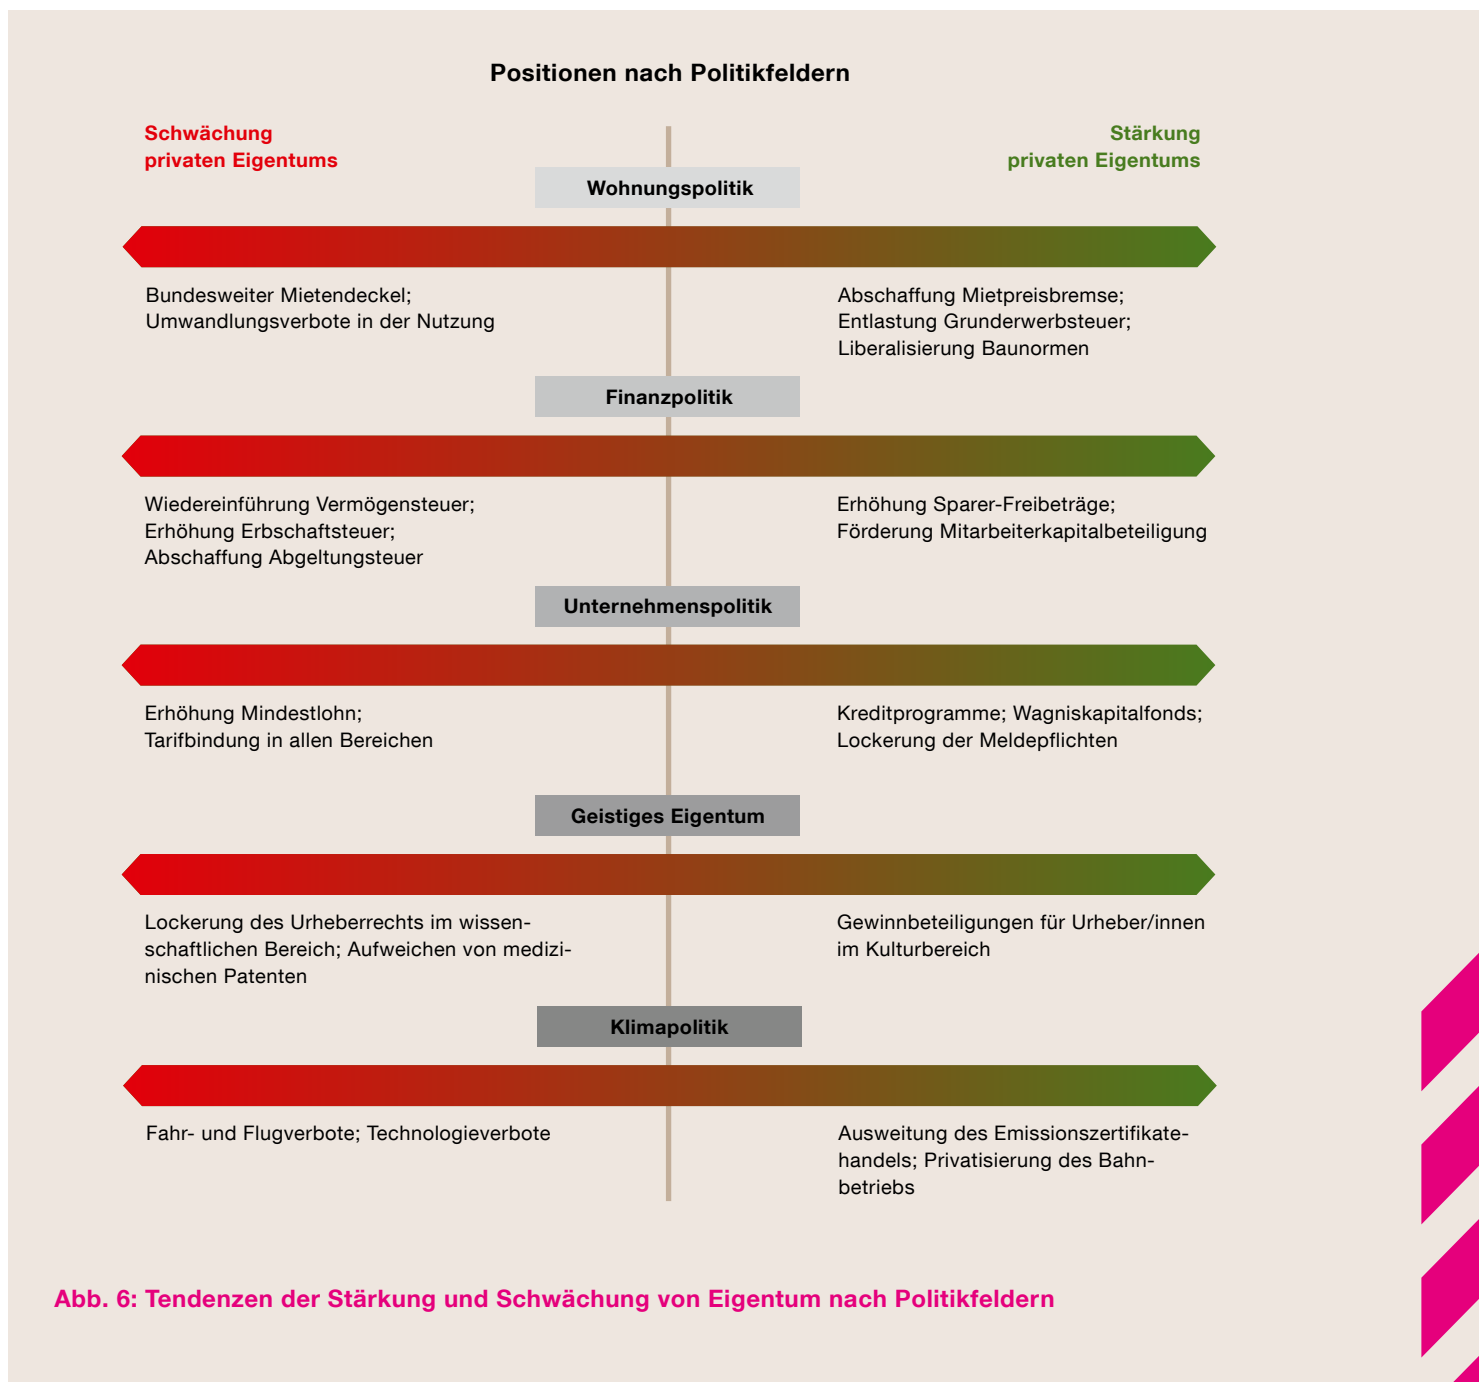 Positionen nach Politikfeldern
Schwächung
privaten Eigentums
Stärkung
privaten Eigentums
Wohnungspolitik
Bundesweiter Mietendeckel;
Umwandlungsverbote in der Nutzung
Abschaffung Mietpreisbremse;
Entlastung Grunderwerbsteuer;
Liberalisierung Baunormen
Finanzpolitik
Wiedereinführung Vermögensteuer;
Erhöhung Erbschaftsteuer;
Abschaffung Abgeltungsteuer
Erhöhung Sparer-Freibeträge;
Förderung Mitarbeiterkapitalbeteiligung
Unternehmenspolitik
Erhöhung Mindestlohn;
Tarifbindung in allen Bereichen
Kreditprogramme; Wagniskapitalfonds;
Lockerung der Meldepflichten
Geistiges Eigentum
Lockerung des Urheberrechts im wissen-
schaftlichen Bereich; Aufweichen von medizi-
nischen Patenten
Gewinnbeteiligungen für Urheber/innen
im Kulturbereich
Klimapolitik
Fahr- und Flugverbote; Technologieverbote
Ausweitung des Emissionszertifikate-
handels; Privatisierung des Bahn-
betriebs
Abb. 6: Tendenzen der Stärkung und Schwächung von Eigentum nach Politikfeldern